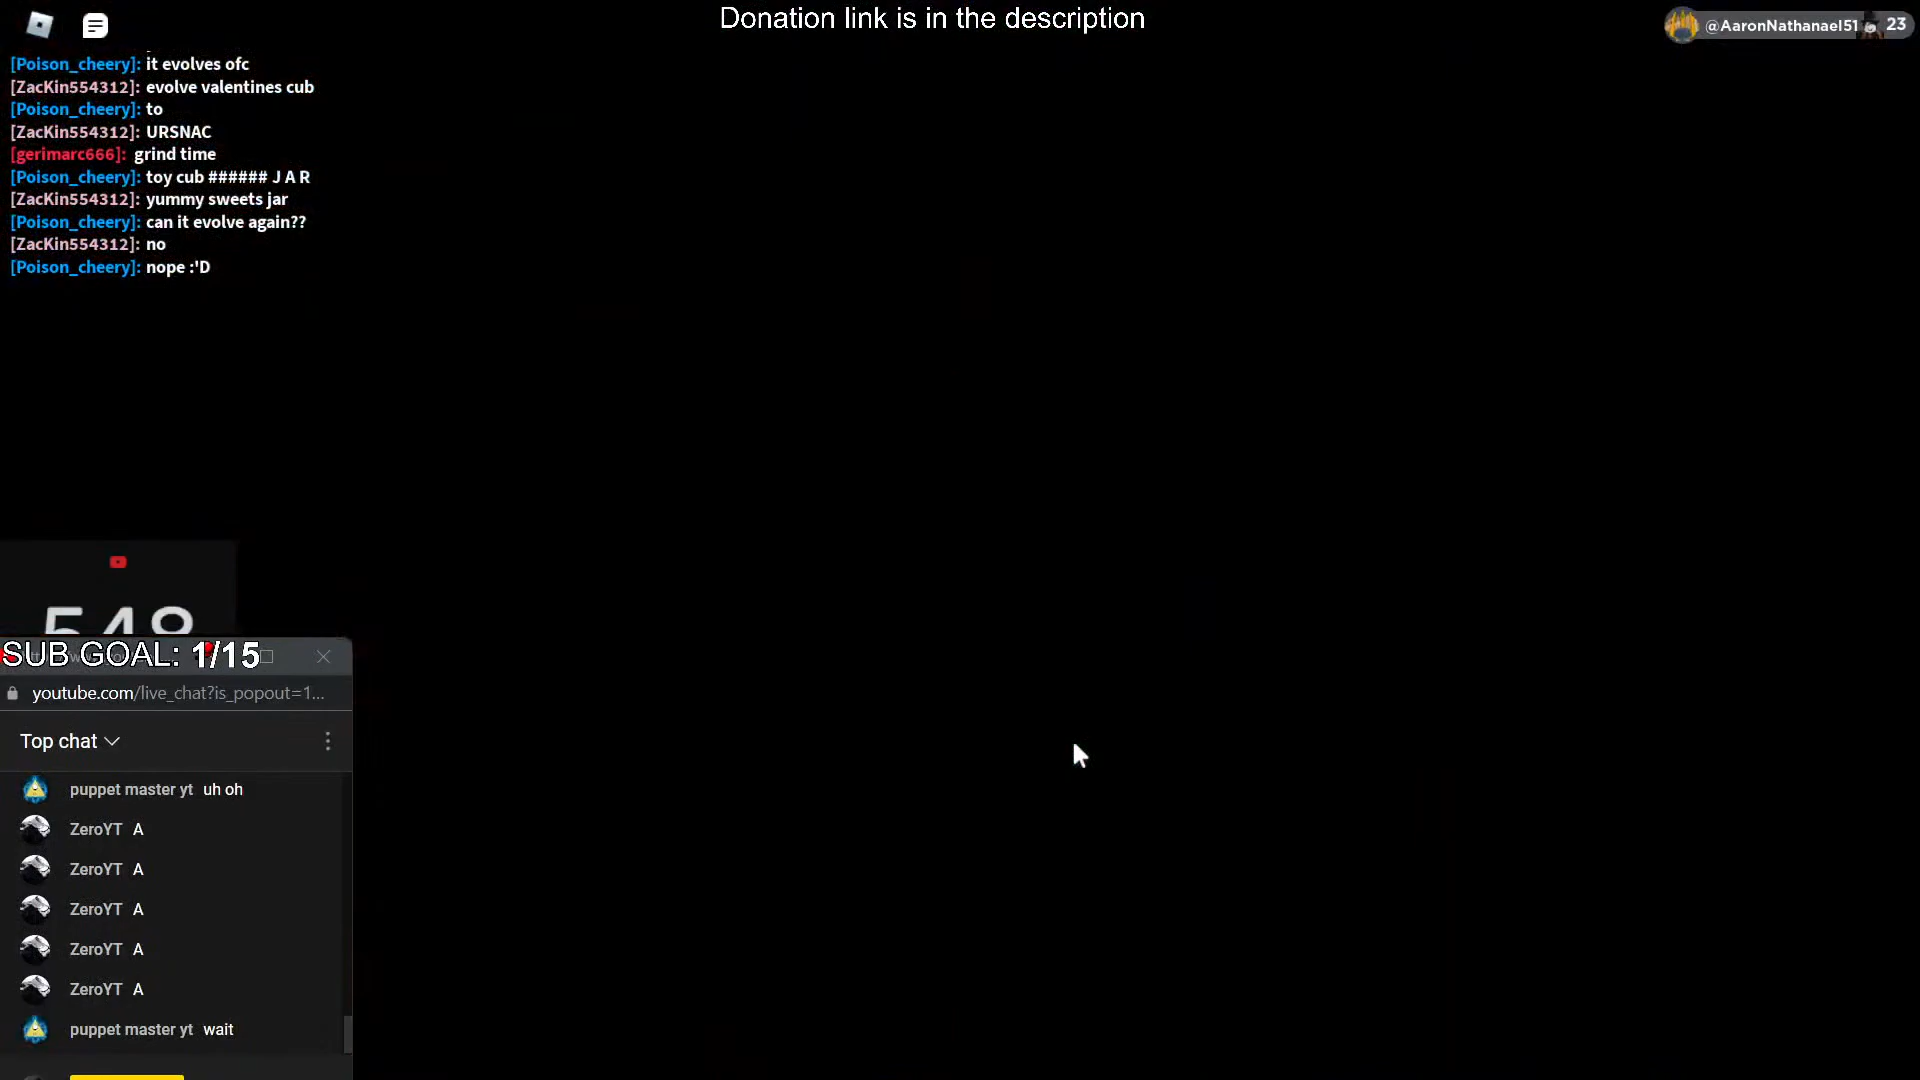 Donation link is in the description
@AaronNathanael51 23
[Poison_cheery]: it evolves ofc
[ZacKin554312]: evolve valentines cub
[Poison_cheery]: to
[ZacKin554312]: URSNAC
[gerimarc666]: grind time
[Poison_cheery]: toy cub ###### J A R
[ZacKin554312]: yummy sweets jar
[Poison_cheery]: can it evolve again??
[ZacKin554312]: no
[Poison_cheery]: nope :'D
548
SUB GOAL: 1/15
youtube.com/live_chat?is_popout=1...
Top chat
puppet master yt uh oh
ZeroYT A
ZeroYT A
ZeroYT A
ZeroYT A
ZeroYT A
puppet master yt wait